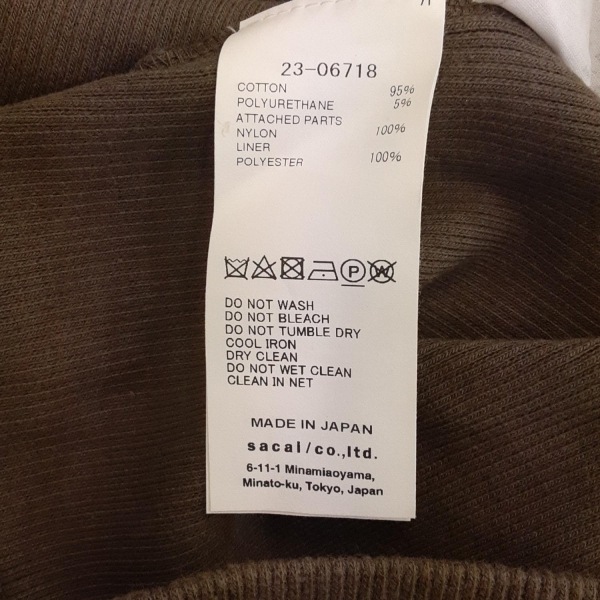 23-06718
COTTON 95%
POLYURETHANE 5%
ATTACHED PARTS
NYLON 100%
LINER
POLYESTER 100%
P W
DO NOT WASH
DO NOT BLEACH
DO NOT TUMBLE DRY
COOL IRON
DRY CLEAN
DO NOT WET CLEAN
CLEAN IN NET
MADE IN JAPAN
sacai/co.,ltd.
6-11-1 Minamiaoyama,
Minato-ku, Tokyo, Japan